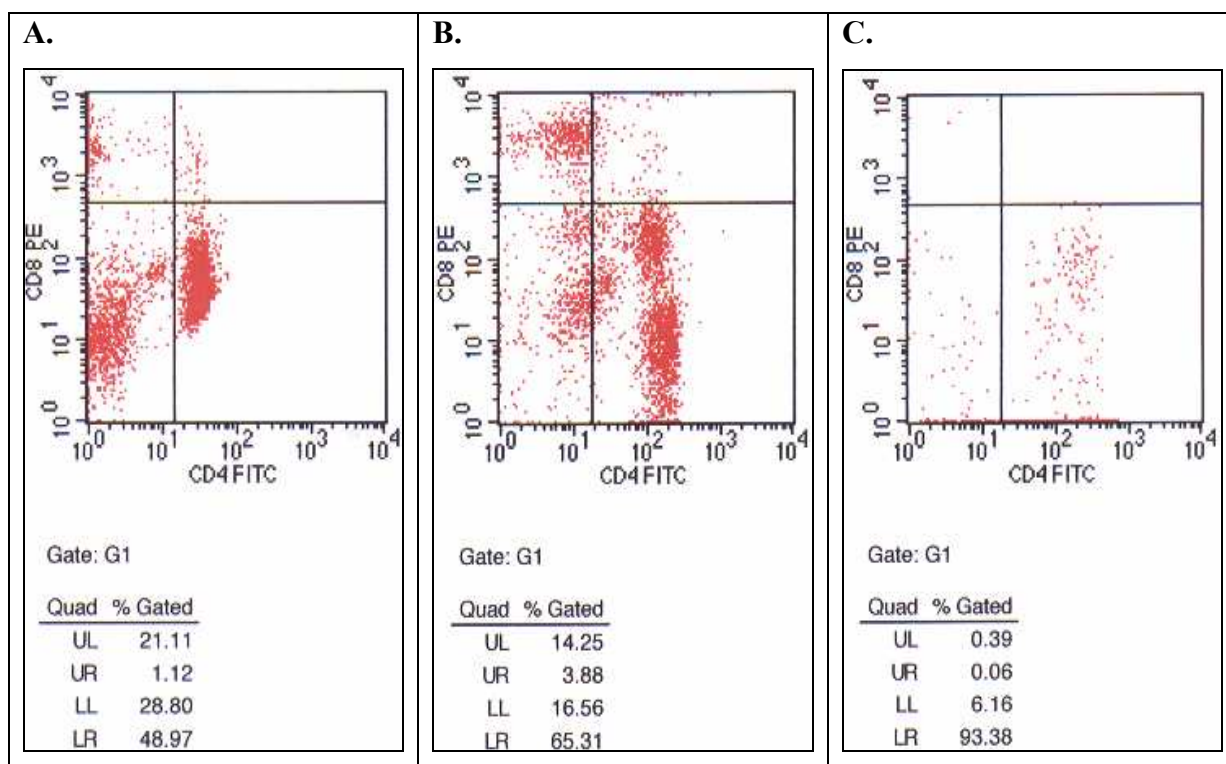 A.
B.
C.
10^4
10^3
10^2
10^1
10^0
CD8 PE
10^0 10^1 10^2 10^3 10^4
CD4 FITC
Gate: G1
Quad % Gated
UL 21.11
UR 1.12
LL 28.80
LR 48.97
10^4
10^3
10^2
10^1
10^0
CD8 PE
10^0 10^1 10^2 10^3 10^4
CD4 FITC
Gate: G1
Quad % Gated
UL 14.25
UR 3.88
LL 16.56
LR 65.31
10^4
10^3
10^2
10^1
10^0
CD8 PE
10^0 10^1 10^2 10^3 10^4
CD4 FITC
Gate: G1
Quad % Gated
UL 0.39
UR 0.06
LL 6.16
LR 93.38